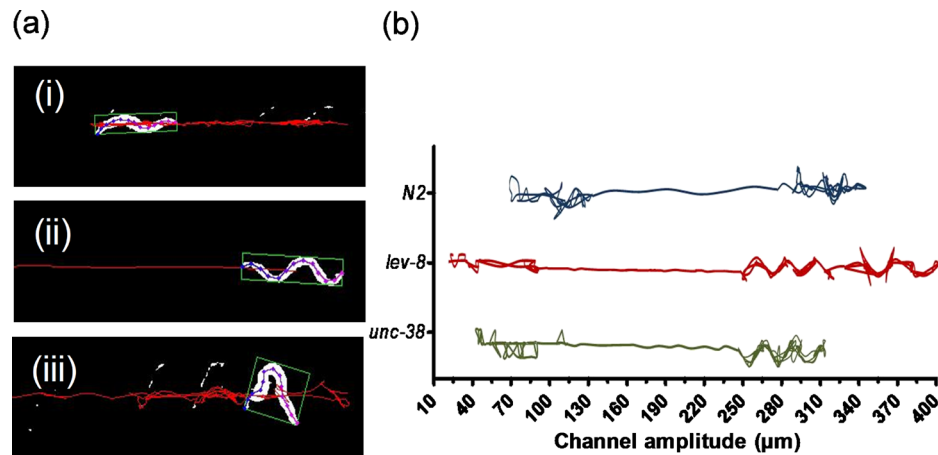 (a)
(b)
(i)
(ii)
(iii)
N2
lev-8
unc-38
10 40 70 100 130 160 190 220 250 280 310 340 370 400
Channel amplitude (µm)